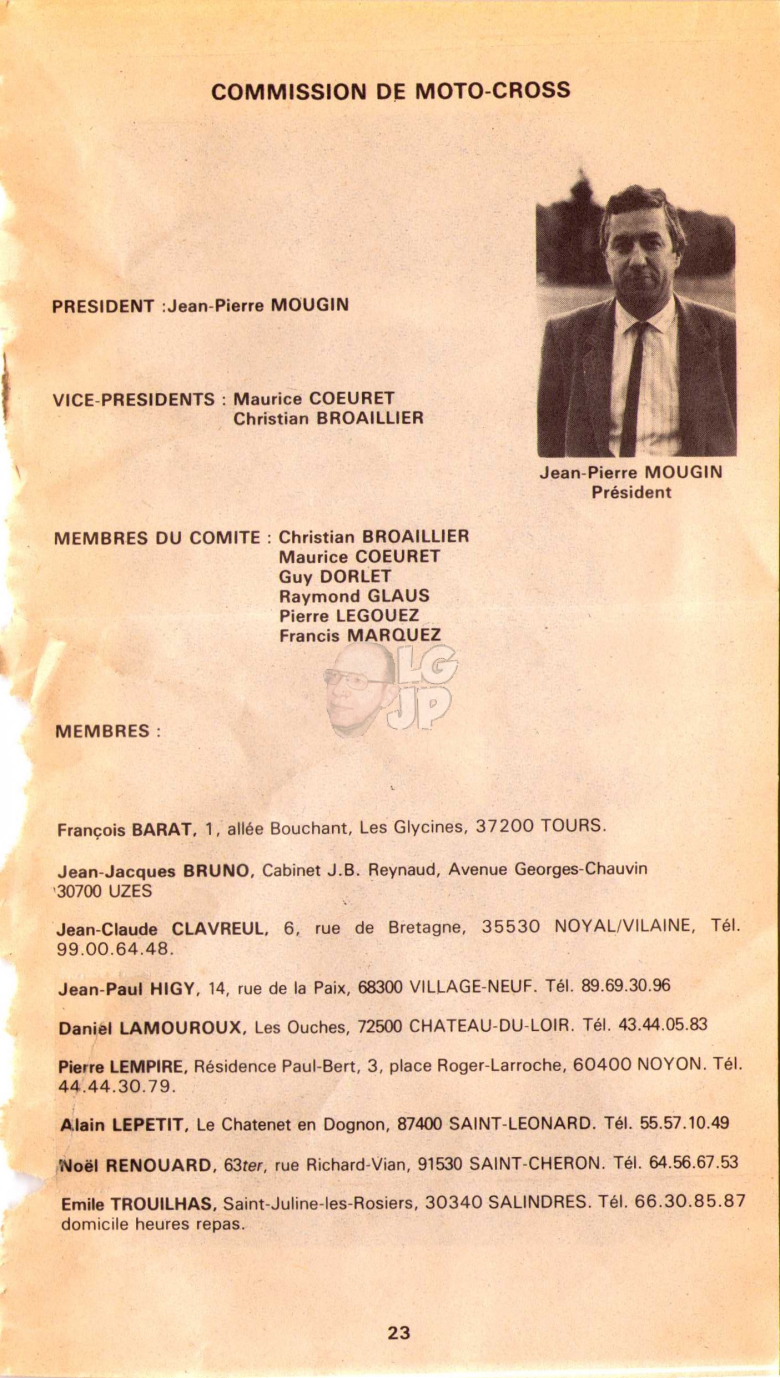 COMMISSION DE MOTO-CROSS
PRESIDENT :Jean-Pierre MOUGIN
VICE-PRESIDENTS : Maurice COEURET
Christian BROAILLIER
Jean-Pierre MOUGIN
Président
MEMBRES DU COMITE : Christian BROAILLIER
Maurice COEURET
Guy DORLET
Raymond GLAUS
Pierre LEGOUEZ
Francis MARQUEZ
LG
JP
MEMBRES :
François BARAT, 1, allée Bouchant, Les Glycines, 37200 TOURS.
Jean-Jacques BRUNO, Cabinet J.B. Reynaud, Avenue Georges-Chauvin
30700 UZES
Jean-Claude CLAVREUL, 6, rue de Bretagne, 35530 NOYAL/VILAINE, Tél.
99.00.64.48.
Jean-Paul HIGY, 14, rue de la Paix, 68300 VILLAGE-NEUF. Tél. 89.69.30.96
Daniel LAMOUROUX, Les Ouches, 72500 CHATEAU-DU-LOIR. Tél. 43.44.05.83
Pierre LEMPIRE, Résidence Paul-Bert, 3, place Roger-Larroche, 60400 NOYON. Tél.
44.44.30.79.
Alain LEPETIT, Le Chatenet en Dognon, 87400 SAINT-LEONARD. Tél. 55.57.10.49
Noël RENOUARD, 63ter, rue Richard-Vian, 91530 SAINT-CHERON. Tél. 64.56.67.53
Emile TROUILHAS, Saint-Juline-les-Rosiers, 30340 SALINDRES. Tél. 66.30.85.87
domicile heures repas.
23